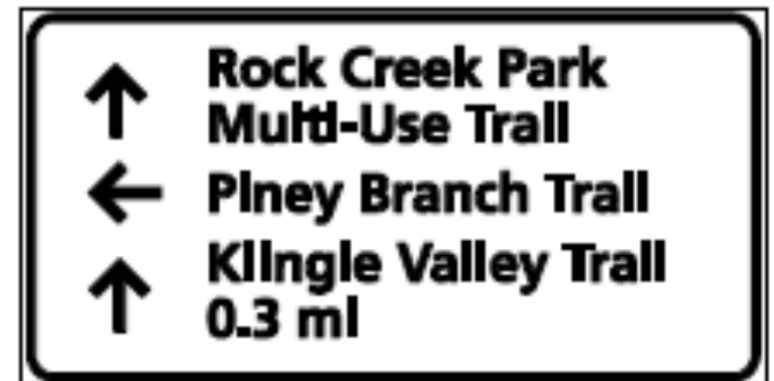 ↑ Rock Creek Park
Multi-Use Trail
← Piney Branch Trail
↑ Klingle Valley Trail
0.3 mi